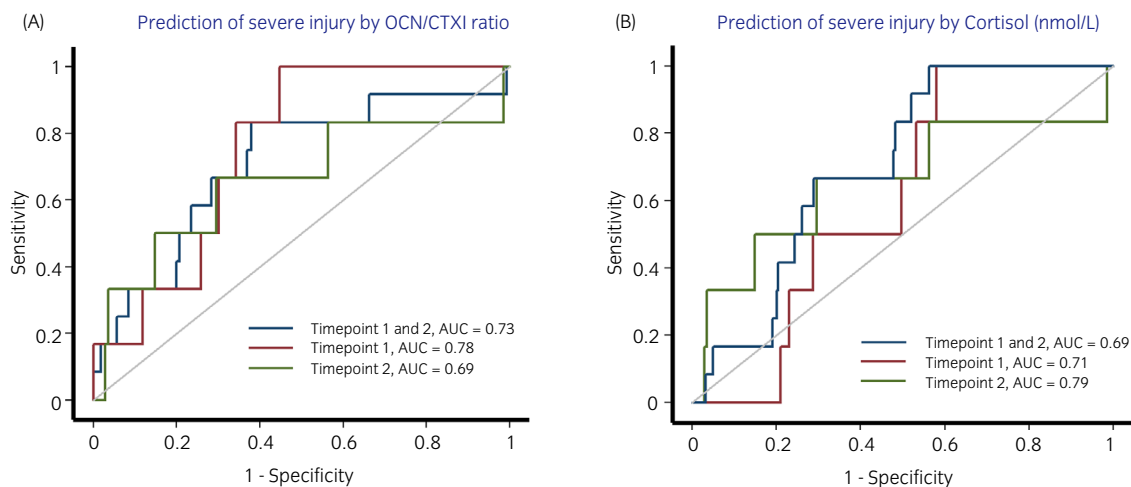 (A) Prediction of severe injury by OCN/CTXI ratio
1
0.8
0.6
0.4
0.2
0
Sensitivity
Timepoint 1 and 2, AUC = 0.73
Timepoint 1, AUC = 0.78
Timepoint 2, AUC = 0.69
0 0.2 0.4 0.6 0.8 1
1 - Specificity
(B) Prediction of severe injury by Cortisol (nmol/L)
1
0.8
0.6
0.4
0.2
0
Sensitivity
Timepoint 1 and 2, AUC = 0.69
Timepoint 1, AUC = 0.71
Timepoint 2, AUC = 0.79
0 0.2 0.4 0.6 0.8 1
1 - Specificity